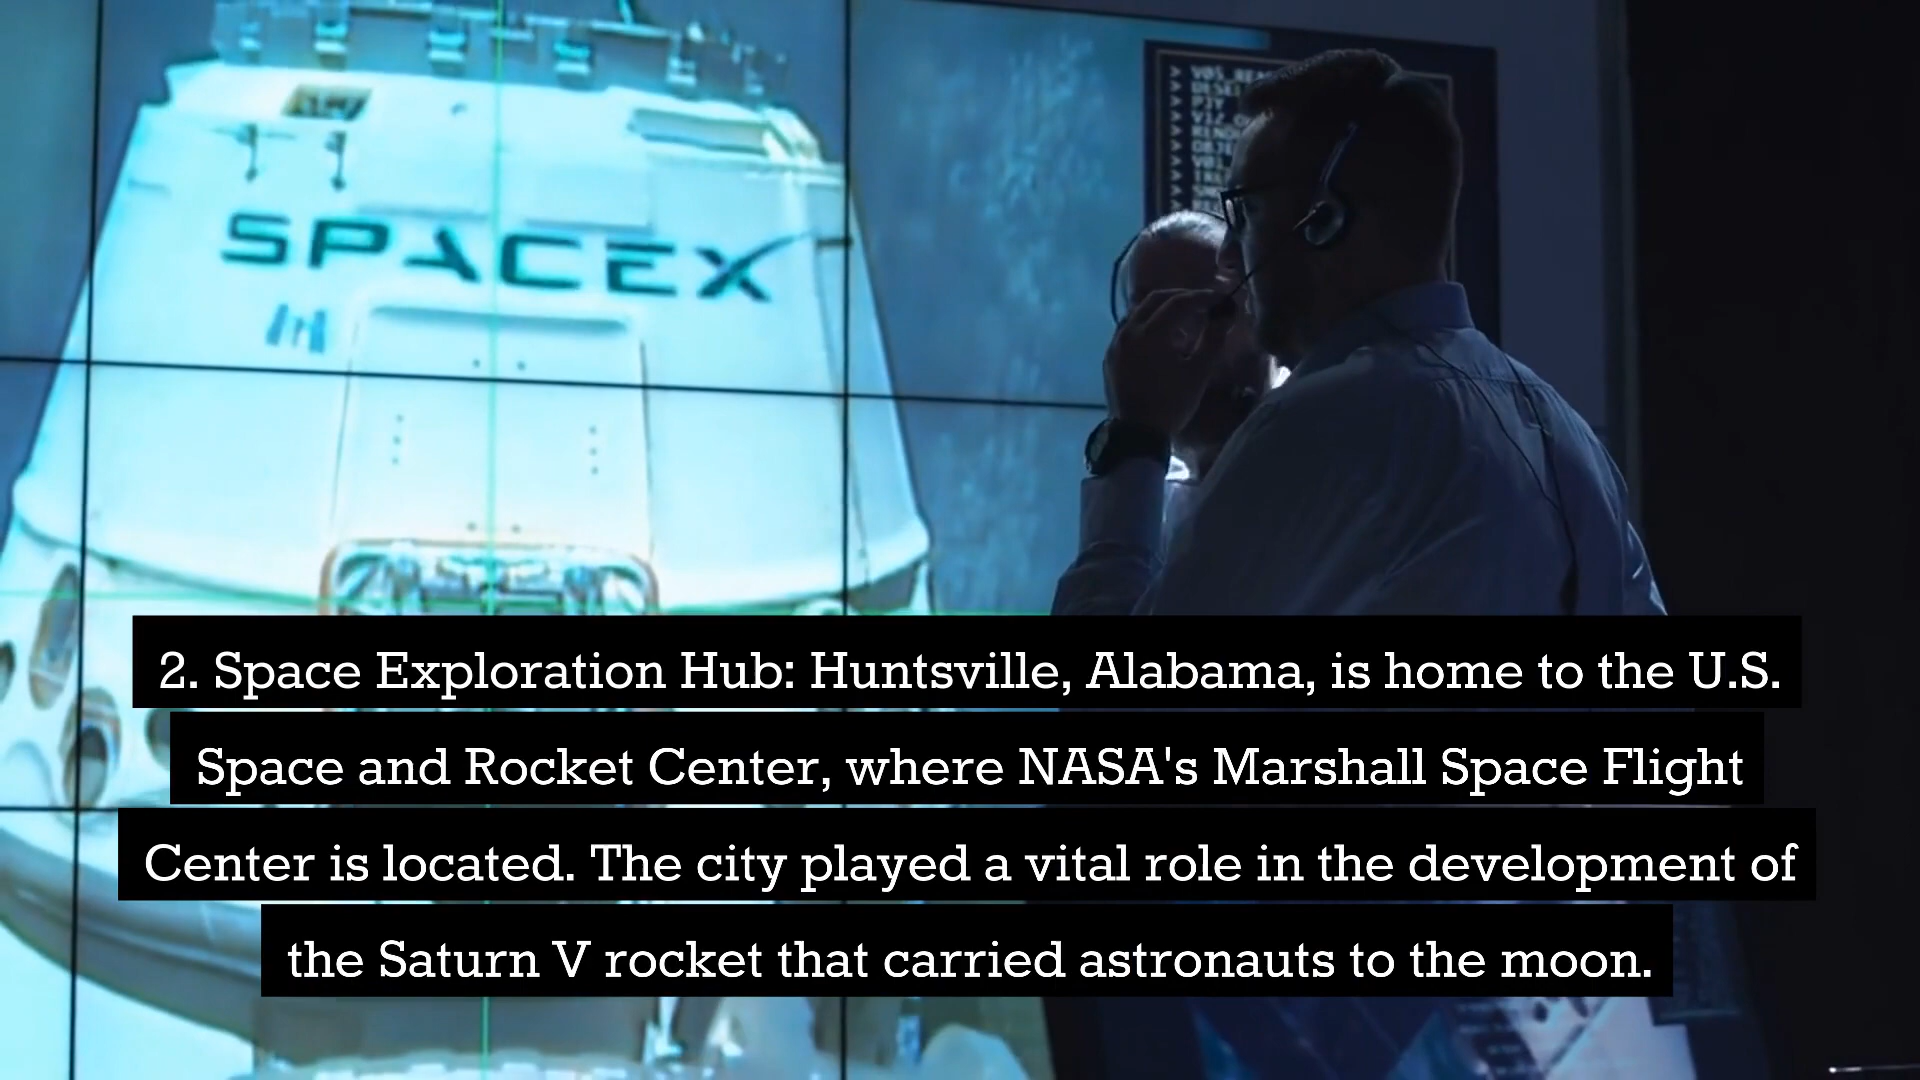 SPACEX
> PJY
2. Space Exploration Hub: Huntsville, Alabama, is home to the U.S.
Space and Rocket Center, where NASA's Marshall Space Flight
Center is located. The city played a vital role in the development of
the Saturn V rocket that carried astronauts to the moon.